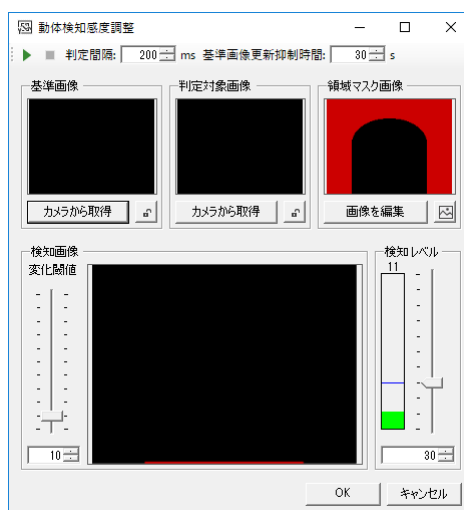 動体検知感度調整
判定間隔: 200 ms 基準画像更新抑制時間: 30 s
基準画像 判定対象画像 領域マスク画像
カメラから取得 カメラから取得 画像を編集
検知画像 検知レベル
変化閾値 11
10 30
OK キャンセル